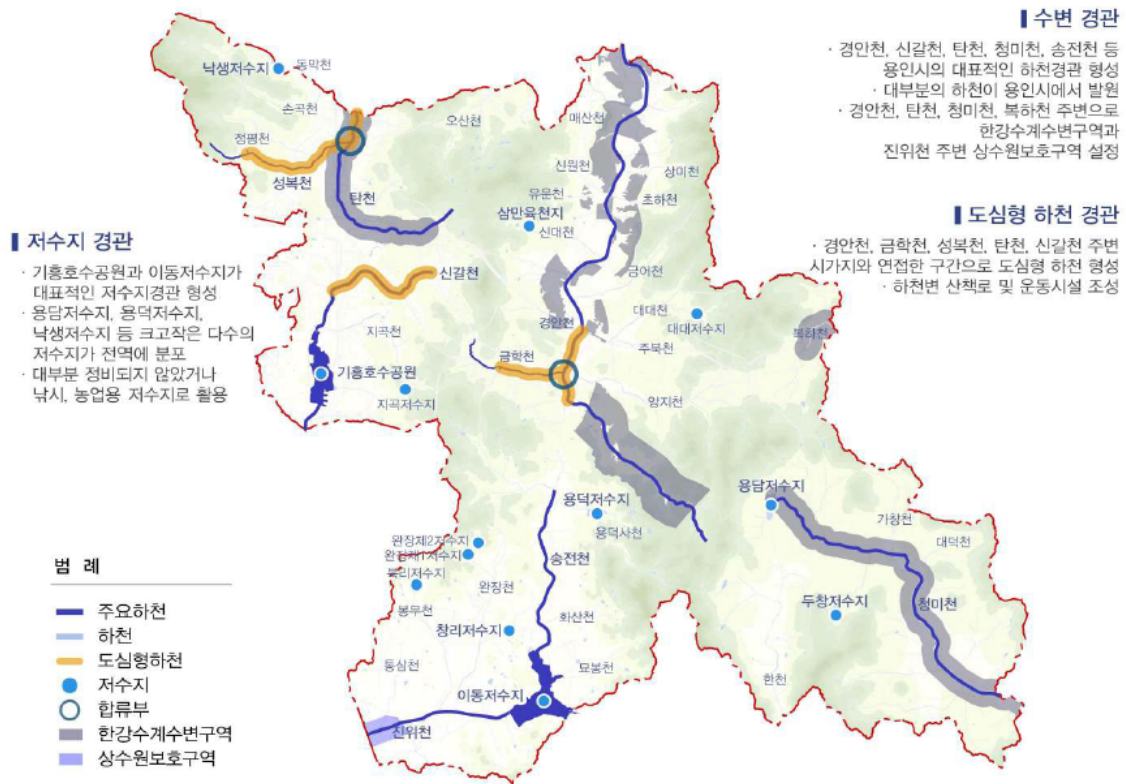 수변 경관
· 경안천, 신갈천, 탄천, 청미천, 송전천 등
용인시의 대표적인 하천경관 형성
· 대부분의 하천이 용인시에서 발원
· 경안천, 탄천, 청미천, 복하천 주변으로
한강수계수변구역과
진위천 주변 상수원보호구역 설정
도심형 하천 경관
· 경안천, 금학천, 성복천, 탄천, 신갈천 주변
시가지와 연접한 구간으로 도심형 하천 형성
· 하천변 산책로 및 운동시설 조성
저수지 경관
· 기흥호수공원과 이동저수지가
대표적인 저수지경관 형성
· 용담저수지, 용덕저수지,
낙생저수지 등 크고작은 다수의
저수지가 전역에 분포
· 대부분 정비되지 않았거나
낚시, 농업용 저수지로 활용
낙생저수지
동막천
손곡천
정평천
성복천
탄천
오산천
매산천
신원천
상미천
유운천
초하천
삼만육천지
신대천
금어천
신갈천
경안천
대대천
대대저수지
주북천
복하천
지곡천
금학천
기흥호수공원
지곡저수지
양지천
용덕저수지
용담저수지
용덕사천
가창천
대덕천
완장제2저수지
완장제1저수지
북리저수지
완장천
송전천
봉무천
화산천
두창저수지
청미천
창리저수지
통삼천
묘봉천
한천
이동저수지
진위천
범 례
주요하천
하천
도심형하천
저수지
합류부
한강수계수변구역
상수원보호구역